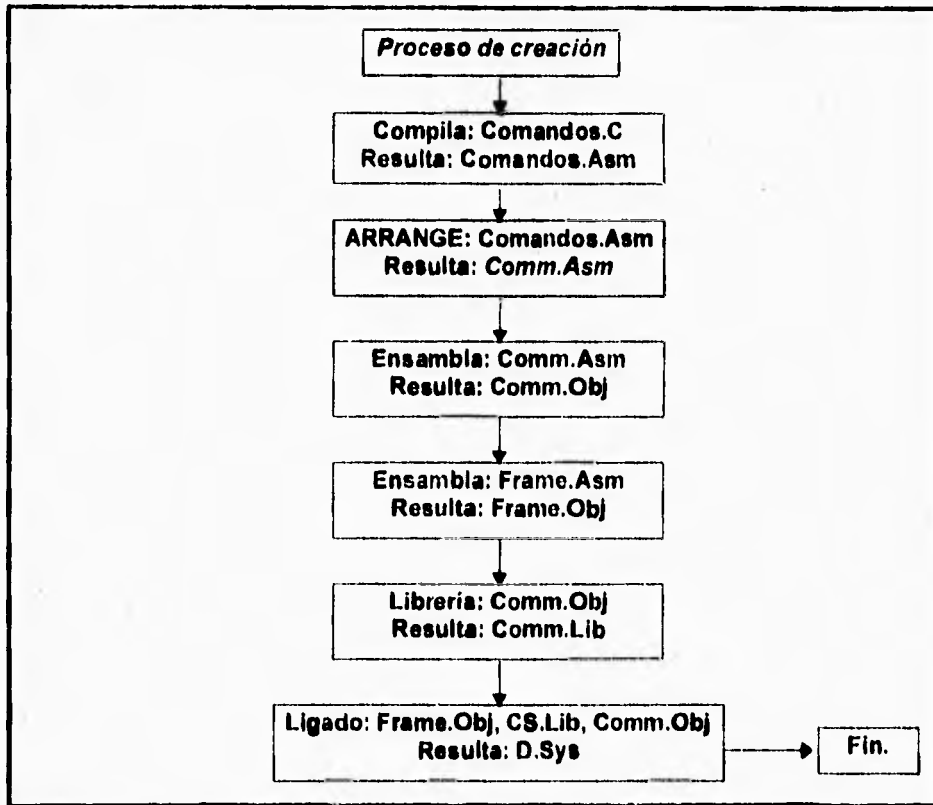 Proceso de creación
Compila: Comandos.C
Resulta: Comandos.Asm
ARRANGE: Comandos.Asm
Resulta: Comm.Asm
Ensambla: Comm.Asm
Resulta: Comm.Obj
Ensambla: Frame.Asm
Resulta: Frame.Obj
Librería: Comm.Obj
Resulta: Comm.Lib
Ligado: Frame.Obj, CS.Lib, Comm.Obj
Resulta: D.Sys
Fin.